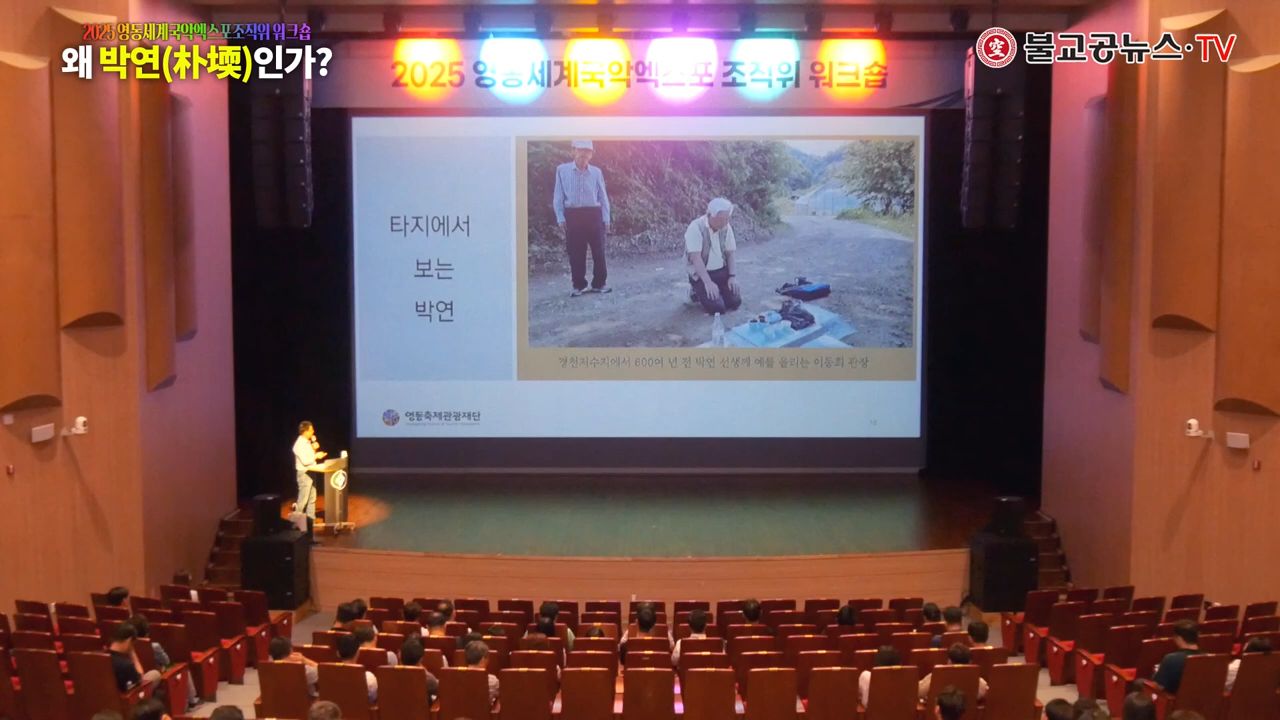 2025 영동세계국악엑스포조직위 워크숍
왜 박연(朴堧)인가?
空
불교공뉴스·TV
2025 영동세계국악엑스포 조직위 워크숍
타지에서
보는
박연
경천저수지에서 600여 년 전 박연 선생께 예를 올리는 이동희 관장
영동축제관광재단
12